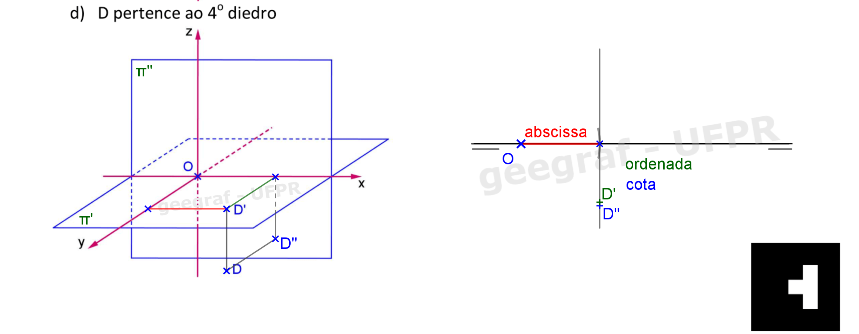 d) D pertence ao 4º diedro
z
π"
O
x
D'
π'
y
D"
D
geegraf - UFPR
abscissa
O
ordenada
cota
D'
D"
geegraf - UFPR